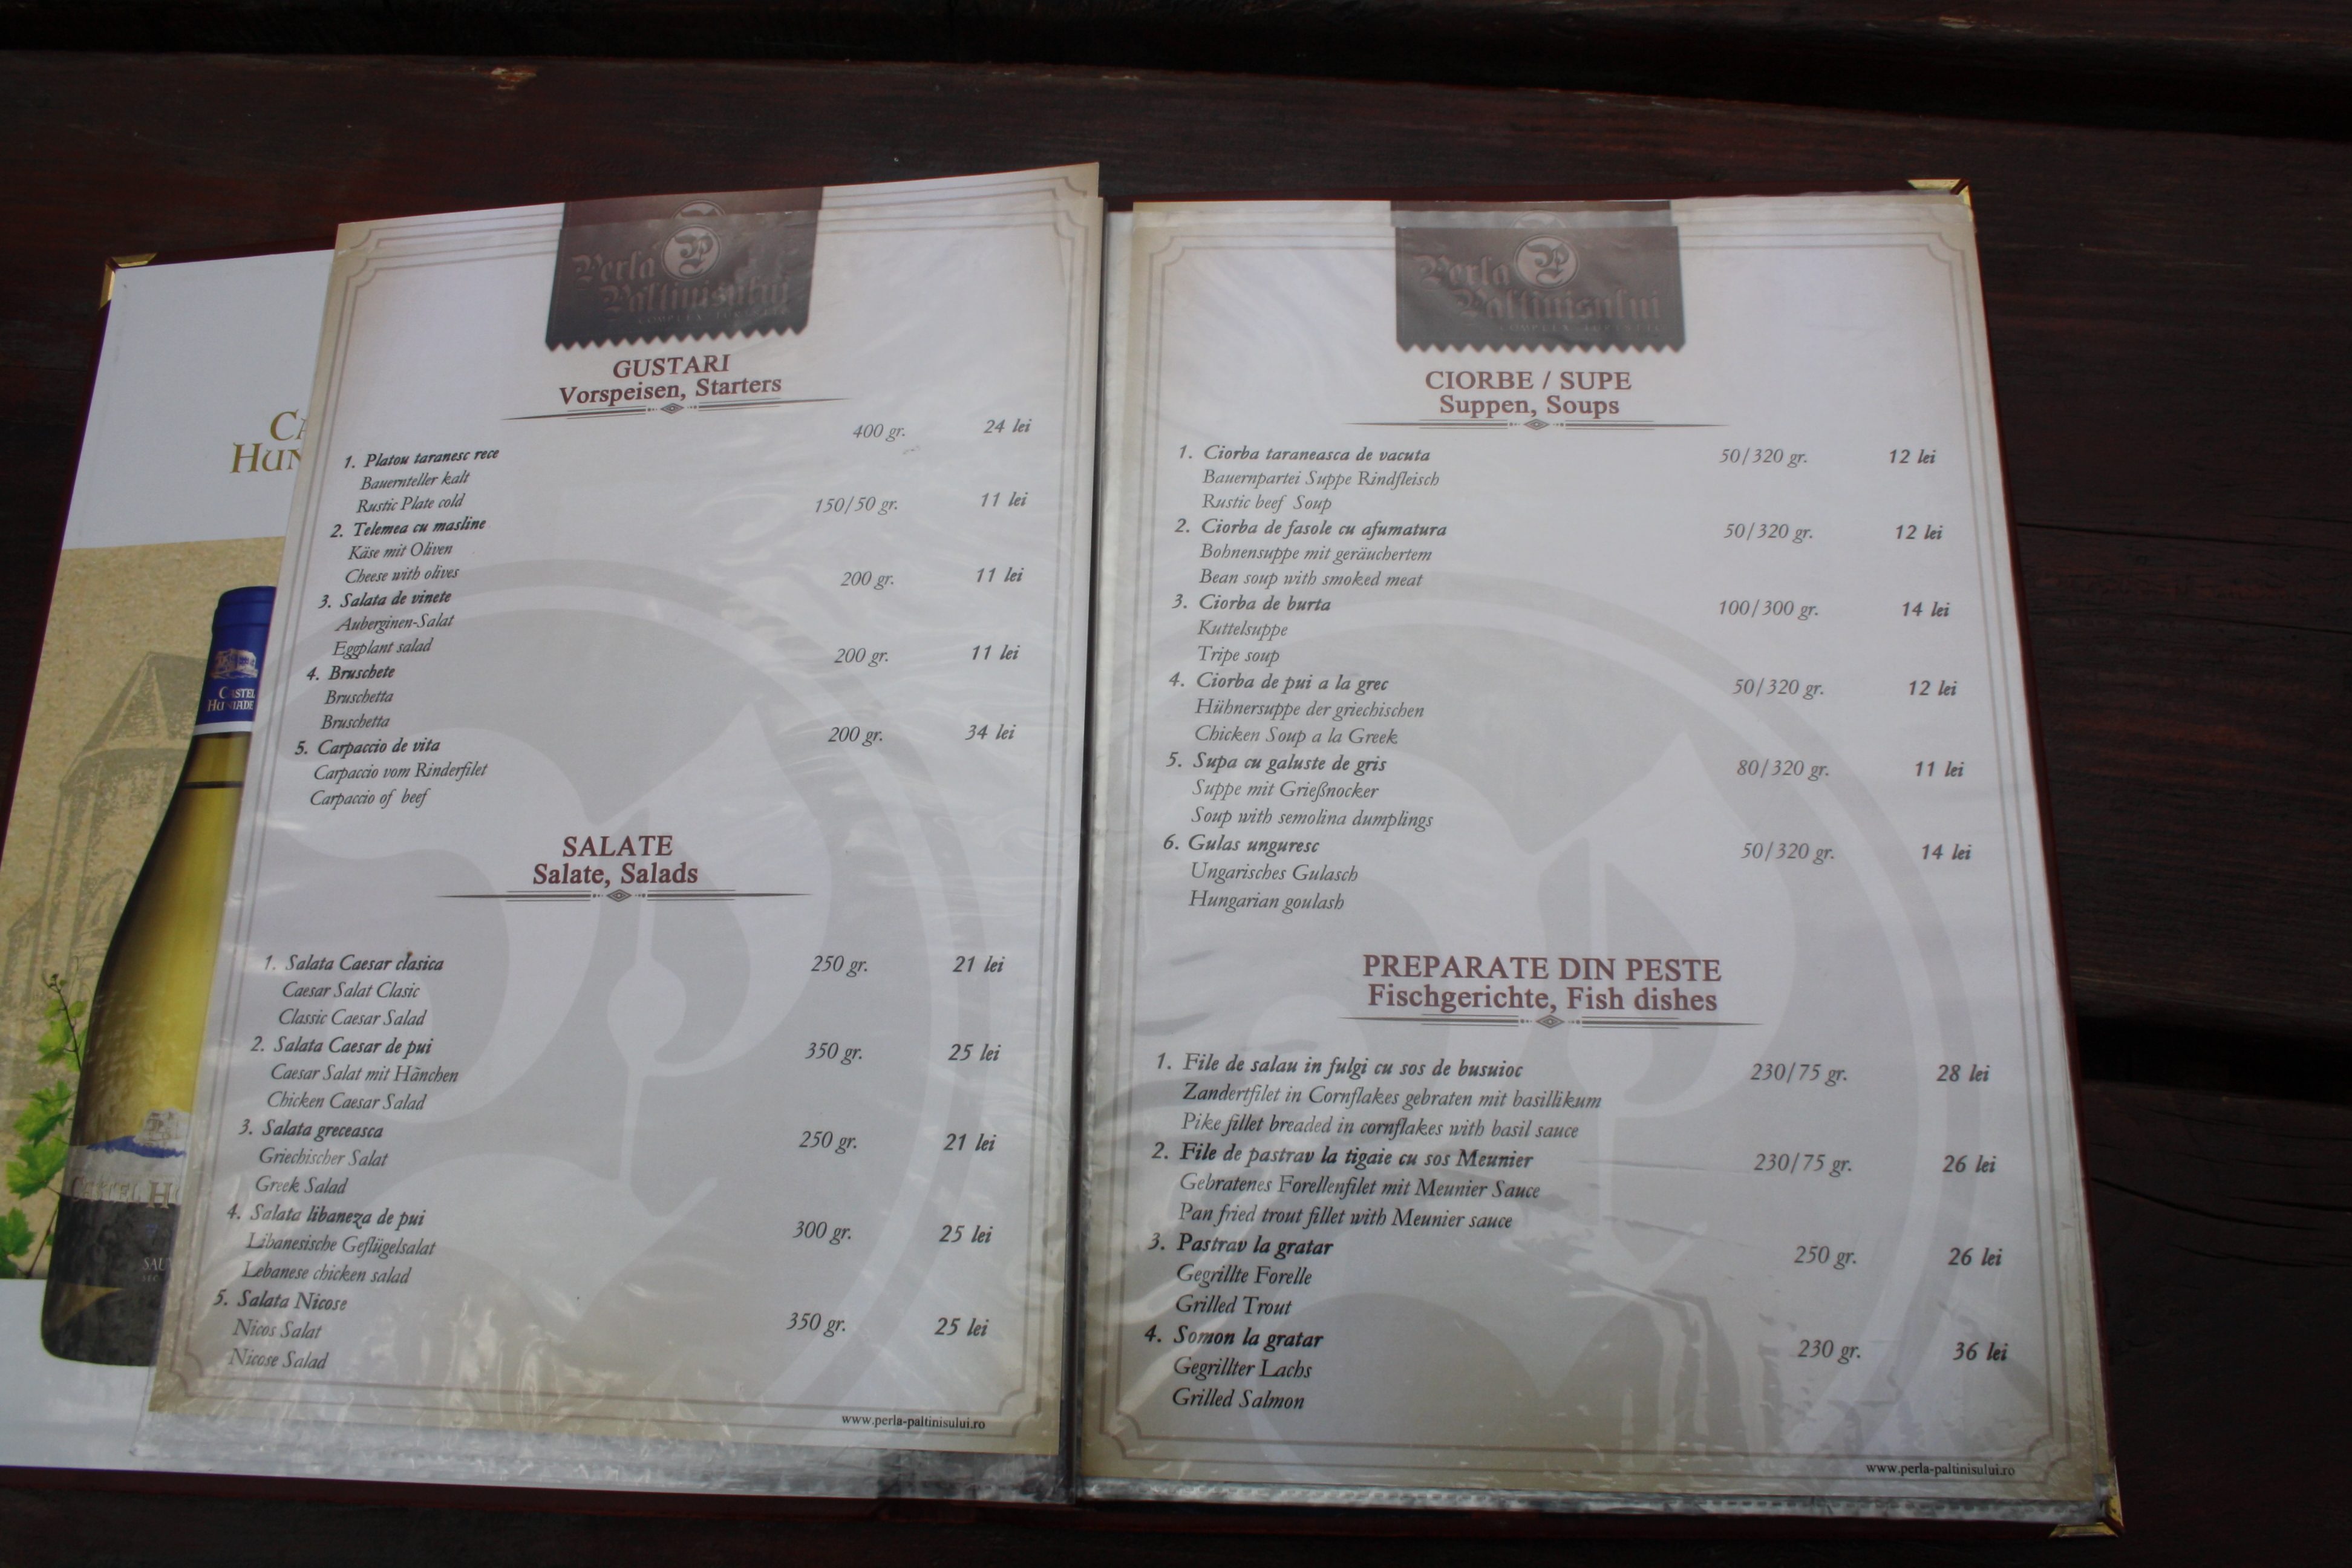 CA
HUN
CASTEL
HUNIADE
CASTEL H
SAU
SEC
Perla
Paltinisului
COMPLEX TURISTIC
GUSTARI
Vorspeisen, Starters
1. Platou taranesc rece 400 gr. 24 lei
Bauernteller kalt
Rustic Plate cold
2. Telemea cu masline 150/50 gr. 11 lei
Käse mit Oliven
Cheese with olives
3. Salata de vinete 200 gr. 11 lei
Auberginen-Salat
Eggplant salad
4. Bruschete 200 gr. 11 lei
Bruschetta
Bruschetta
5. Carpaccio de vita 200 gr. 34 lei
Carpaccio vom Rinderfilet
Carpaccio of beef
SALATE
Salate, Salads
1. Salata Caesar clasica 250 gr. 21 lei
Caesar Salat Clasic
Classic Caesar Salad
2. Salata Caesar de pui 350 gr. 25 lei
Caesar Salat mit Hänchen
Chicken Caesar Salad
3. Salata greceasca 250 gr. 21 lei
Griechischer Salat
Greek Salad
4. Salata libaneza de pui 300 gr. 25 lei
Libanesische Geflügelsalat
Lebanese chicken salad
5. Salata Nicose 350 gr. 25 lei
Nicos Salat
Nicose Salad
www.perla-paltinisului.ro
Perla
Paltinisului
COMPLEX TURISTIC
CIORBE / SUPE
Suppen, Soups
1. Ciorba taraneasca de vacuta 50/320 gr. 12 lei
Bauernpartei Suppe Rindfleisch
Rustic beef Soup
2. Ciorba de fasole cu afumatura 50/320 gr. 12 lei
Bohnensuppe mit geräuchertem
Bean soup with smoked meat
3. Ciorba de burta 100/300 gr. 14 lei
Kuttelsuppe
Tripe soup
4. Ciorba de pui a la grec 50/320 gr. 12 lei
Hühnersuppe der griechischen
Chicken Soup a la Greek
5. Supa cu galuste de gris 80/320 gr. 11 lei
Suppe mit Grießnocker
Soup with semolina dumplings
6. Gulas unguresc 50/320 gr. 14 lei
Ungarisches Gulasch
Hungarian goulash
PREPARATE DIN PESTE
Fischgerichte, Fish dishes
1. File de salau in fulgi cu sos de busuioc 230/75 gr. 28 lei
Zandertfilet in Cornflakes gebraten mit basillikum
Pike fillet breaded in cornflakes with basil sauce
2. File de pastrav la tigaie cu sos Meunier 230/75 gr. 26 lei
Gebratenes Forellenfilet mit Meunier Sauce
Pan fried trout fillet with Meunier sauce
3. Pastrav la gratar 250 gr. 26 lei
Gegrillte Forelle
Grilled Trout
4. Somon la gratar 230 gr. 36 lei
Gegrillter Lachs
Grilled Salmon
www.perla-paltinisului.ro